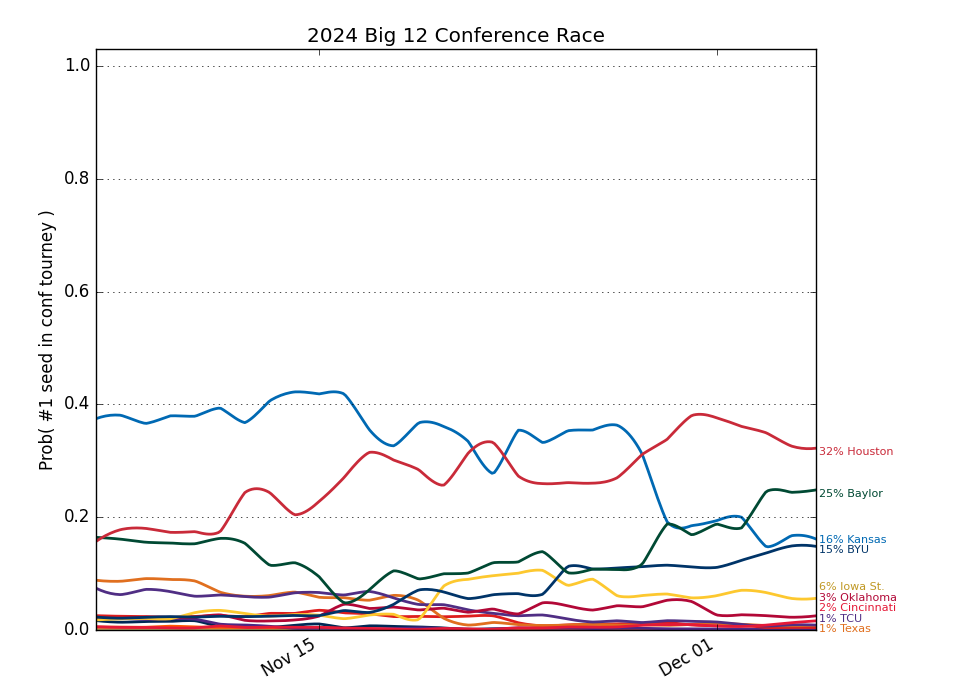 2024 Big 12 Conference Race
Prob( #1 seed in conf tourney )
1.0
0.8
0.6
0.4
0.2
0.0
Nov 15
Dec 01
32% Houston
25% Baylor
16% Kansas
15% BYU
6% Iowa St.
3% Oklahoma
2% Cincinnati
1% TCU
1% Texas